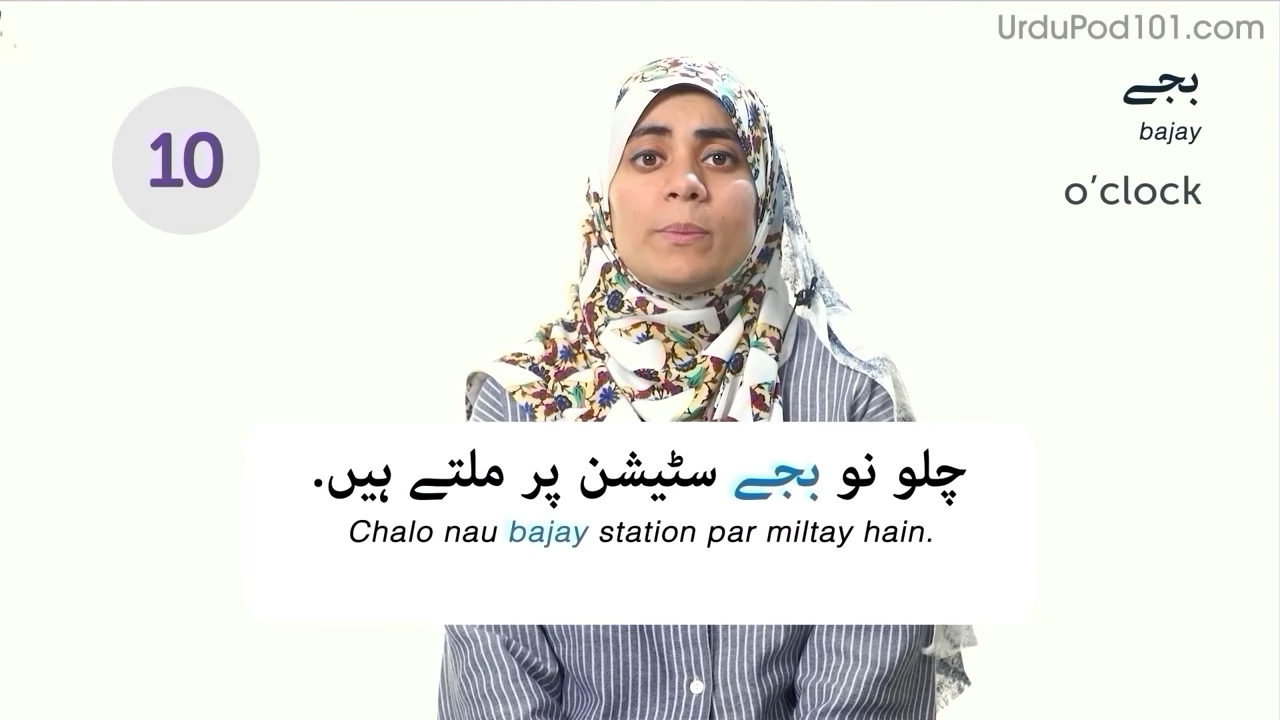 UrduPod101.com
10
بجے
bajay
o'clock
چلو نو بجے سٹیشن پر ملتے ہیں.
Chalo nau bajay station par miltay hain.